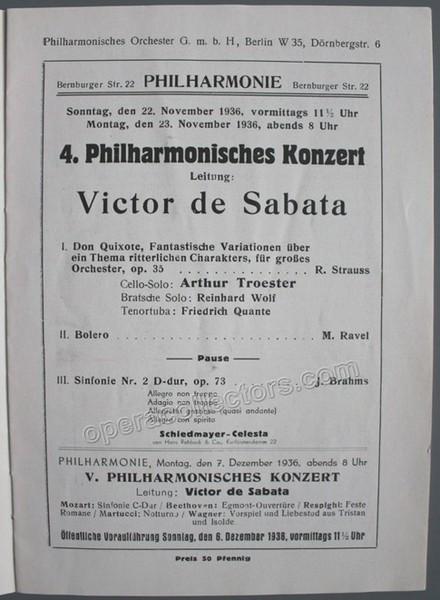 Philharmonisches Orchester G. m. b. H, Berlin W 35, Dörnbergstr. 6
Bernburger Str. 22 PHILHARMONIE Bernburger Str. 22
Sonntag, den 22. November 1936, vormittags 11½ Uhr
Montag, den 23. November 1936, abends 8 Uhr
4. Philharmonisches Konzert
Leitung:
Victor de Sabata
I. Don Quixote, Fantastische Variationen über
ein Thema ritterlichen Charakters, für großes
Orchester, op. 35 . . . . . . . . . . . . . . R. Strauss
Cello-Solo: Arthur Troester
Bratsche Solo: Reinhard Wolf
Tenortuba: Friedrich Quante
II. Bolero . . . . . . . . . . . . . . . . . . M. Ravel
Pause
III. Sinfonie Nr. 2 D-dur, op. 73 . . . . . . . J. Brahms
Allegro non troppo
Adagio non troppo
Allegretto grazioso (quasi andante)
Allegro con spirito
operacollectors.com
Schiedmayer-Celesta
von Hans Rehbock & Co., Kurfürstendamm 22
PHILHARMONIE, Montag, den 7. Dezember 1936, abends 8 Uhr
V. PHILHARMONISCHES KONZERT
Leitung: Victor de Sabata
Mozart: Sinfonie C-Dur / Beethoven: Egmont-Ouvertüre / Respighi: Feste
Romane / Martucci: Notturno / Wagner: Vorspiel und Liebestod aus Tristan
und Isolde
Öffentliche Voraufführung Sonntag, den 6. Dezember 1936, vormittags 11½ Uhr
Preis 50 Pfennig